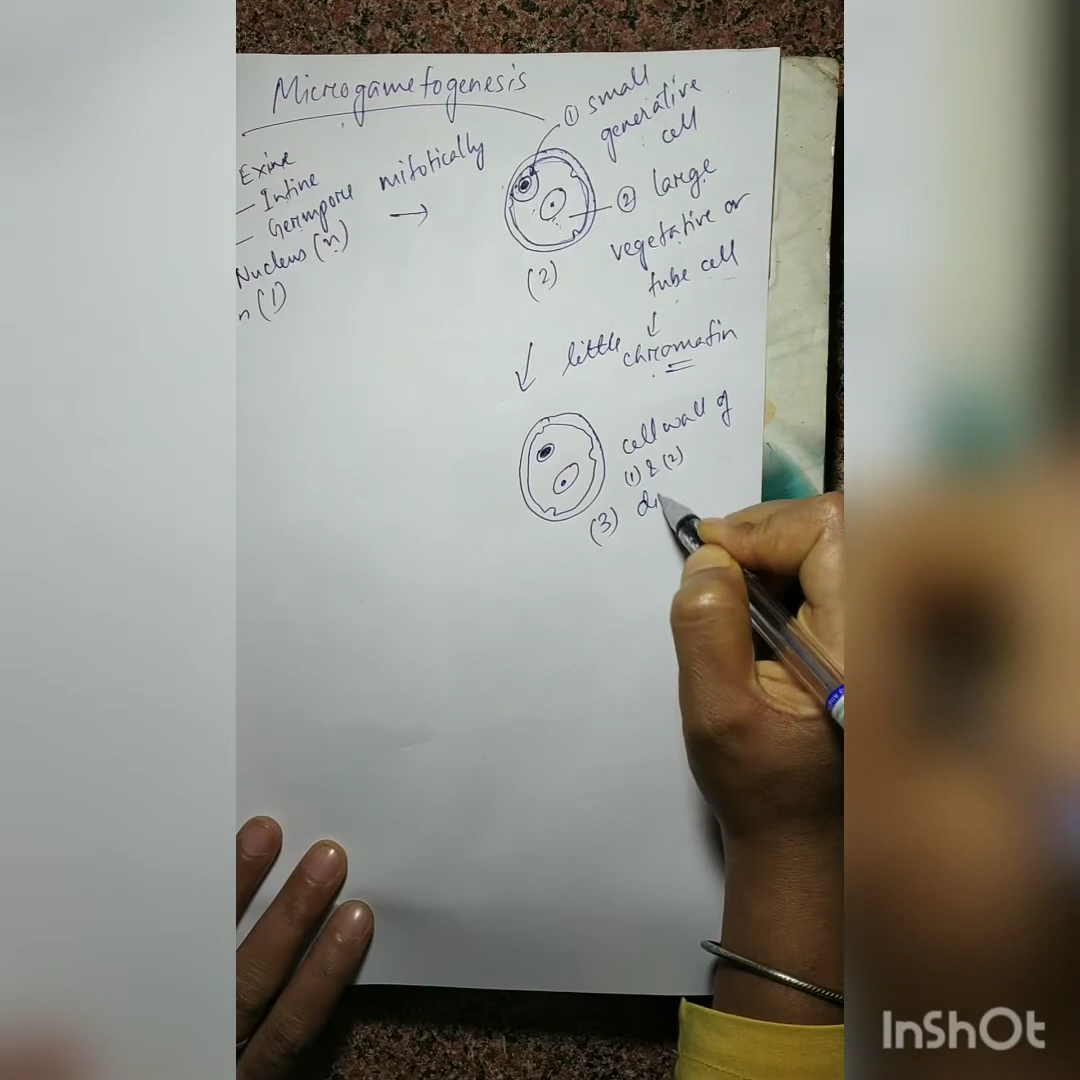 Microgametogenesis
Exine
— Intine
— Germpore
Nucleus (n)
n (1)
mitotically
→
① small
generative
cell
② large
vegetative or
tube cell
(2)
↓
little chromatin
↓
cell wall of
(1) & (2)
(3)
InShOt